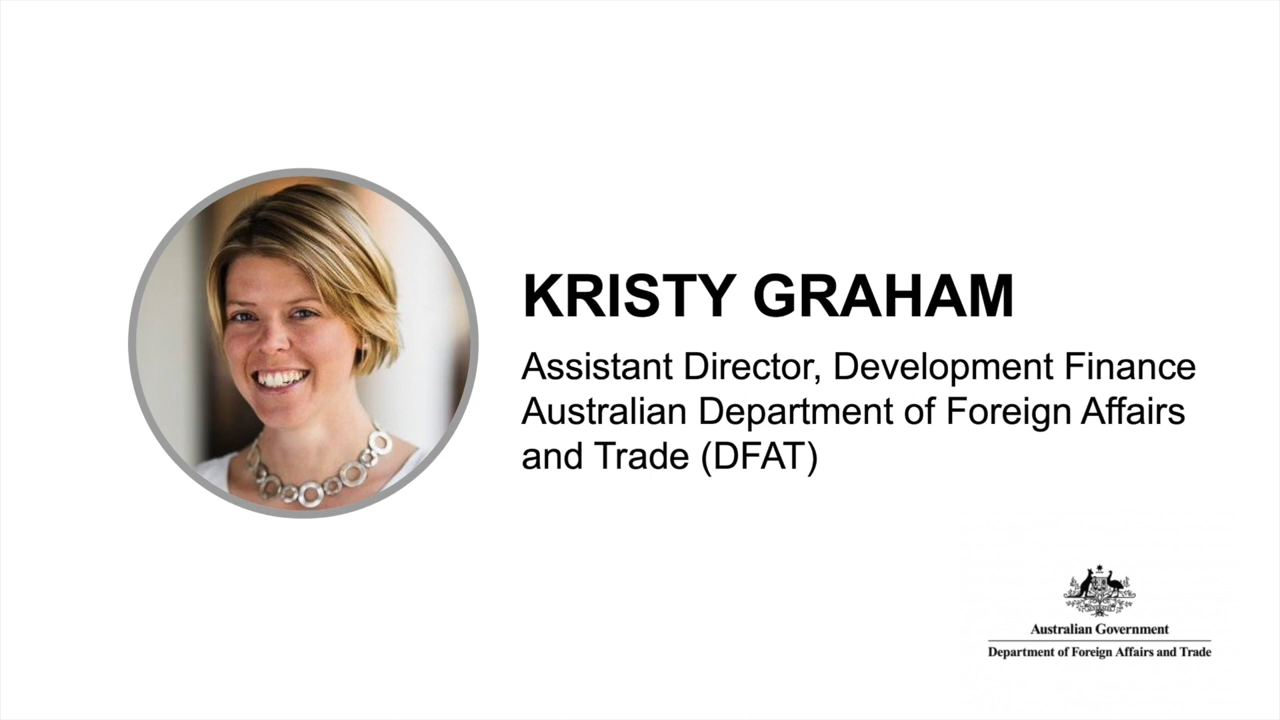 KRISTY GRAHAM
Assistant Director, Development Finance
Australian Department of Foreign Affairs
and Trade (DFAT)
Australian Government
Department of Foreign Affairs and Trade